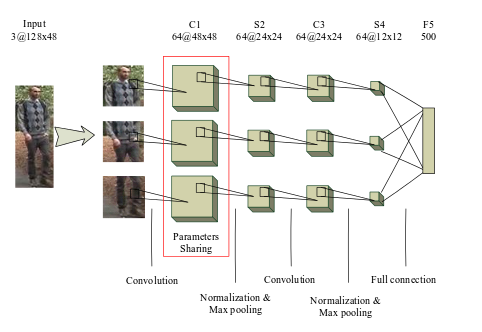 Input
3@128x48
C1
64@48x48
S2
64@24x24
C3
64@24x24
S4
64@12x12
F5
500
Parameters
Sharing
Convolution
Normalization &
Max pooling
Convolution
Normalization &
Max pooling
Full connection